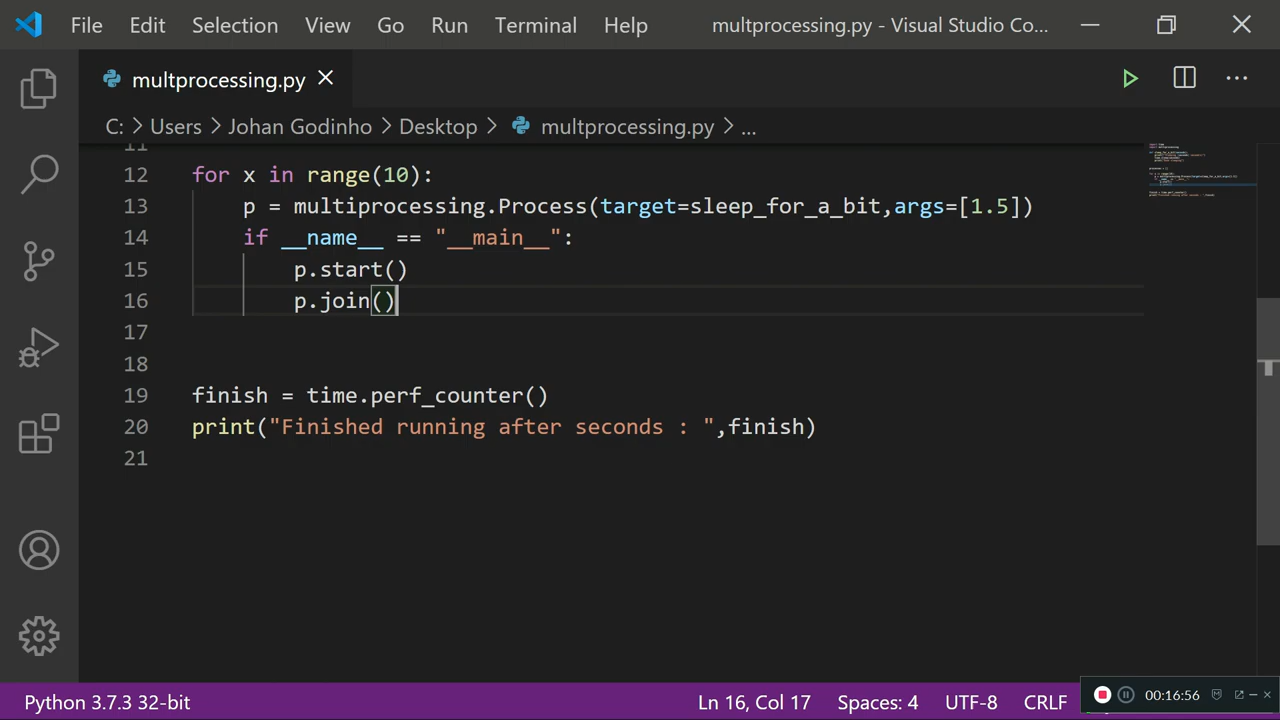 File Edit Selection View Go Run Terminal Help multprocessing.py - Visual Studio Co...
multprocessing.py
C: > Users > Johan Godinho > Desktop > multprocessing.py > ...
11
12 for x in range(10):
13 p = multiprocessing.Process(target=sleep_for_a_bit,args=[1.5])
14 if __name__ == "__main__":
15 p.start()
16 p.join()
17
18
19 finish = time.perf_counter()
20 print("Finished running after seconds : ",finish)
21
Python 3.7.3 32-bit Ln 16, Col 17 Spaces: 4 UTF-8 CRLF 00:16:56